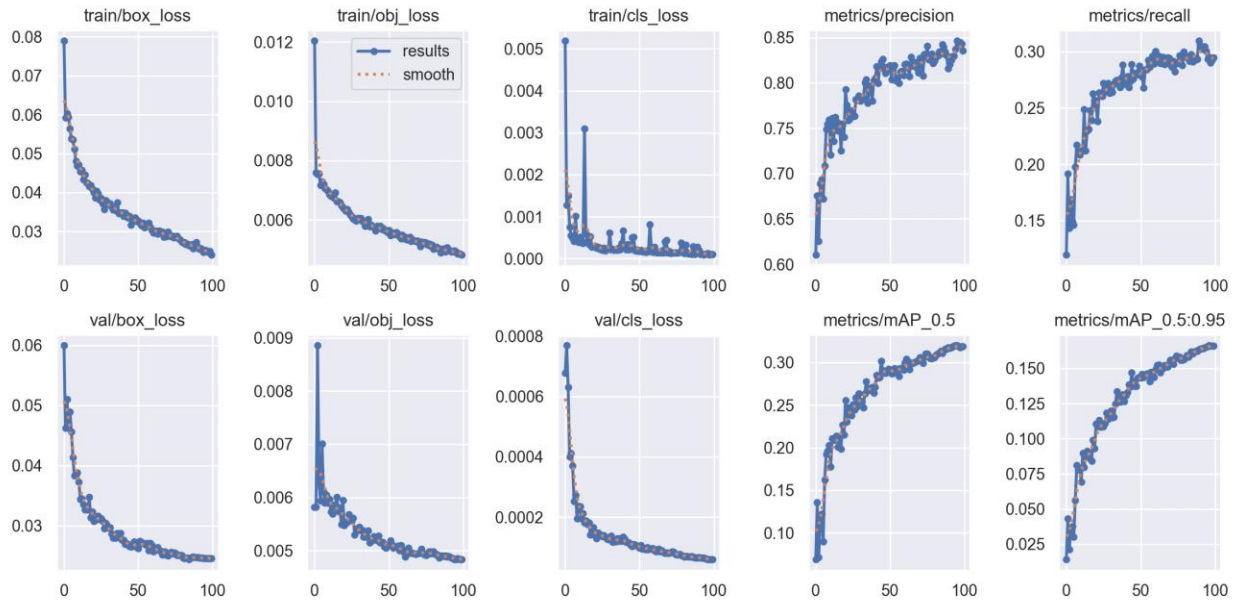 train/box_loss
0.08
0.07
0.06
0.05
0.04
0.03
0 50 100
train/obj_loss
0.012
0.010
0.008
0.006
0 50 100
results
smooth
train/cls_loss
0.005
0.004
0.003
0.002
0.001
0.000
0 50 100
metrics/precision
0.85
0.80
0.75
0.70
0.65
0.60
0 50 100
metrics/recall
0.30
0.25
0.20
0.15
0 50 100
val/box_loss
0.06
0.05
0.04
0.03
0 50 100
val/obj_loss
0.009
0.008
0.007
0.006
0.005
0 50 100
val/cls_loss
0.0008
0.0006
0.0004
0.0002
0 50 100
metrics/mAP_0.5
0.30
0.25
0.20
0.15
0.10
0 50 100
metrics/mAP_0.5:0.95
0.150
0.125
0.100
0.075
0.050
0.025
0 50 100